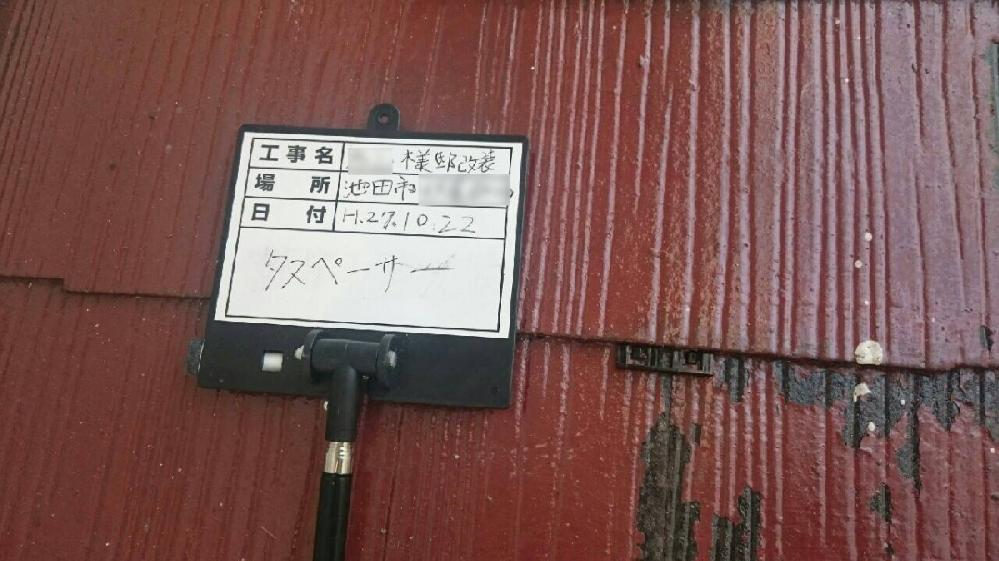 工事名 様邸改装
場所 池田市
日付 H.27.10.22
タスペーサー